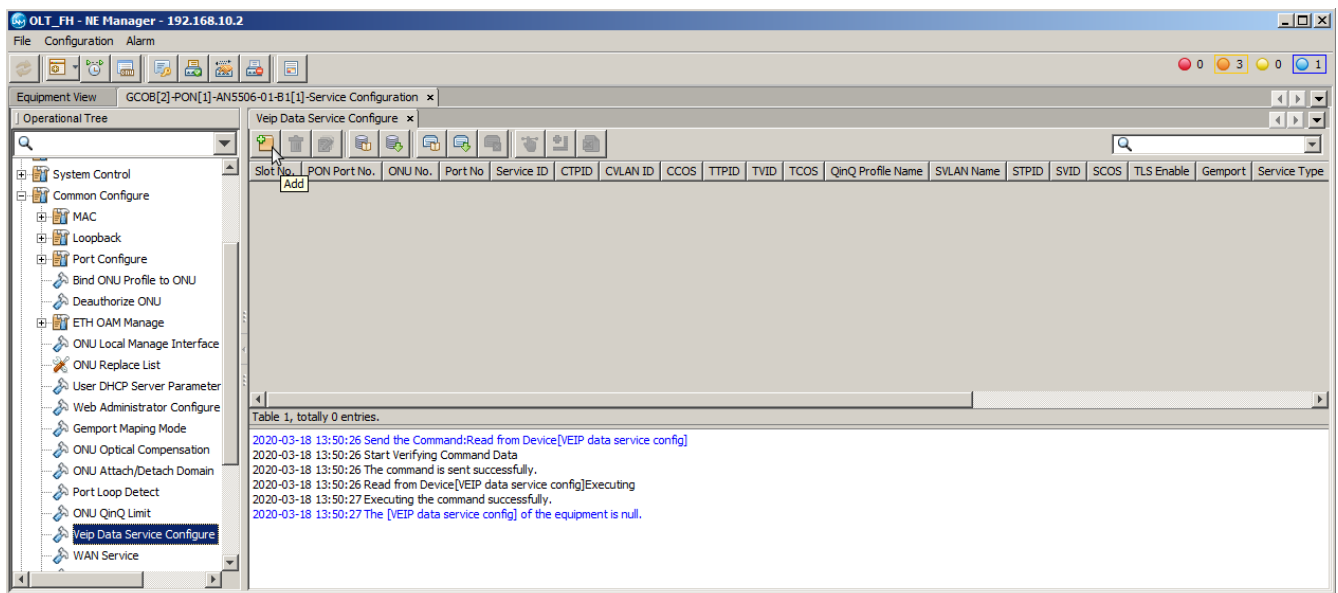 OLT_FH - NE Manager - 192.168.10.2
File Configuration Alarm
0 3 0 1
Equipment View GCOB[2]-PON[1]-AN5506-01-B1[1]-Service Configuration
Operational Tree
Veip Data Service Configure
Slot No. PON Port No. ONU No. Port No Service ID CTPID CVLAN ID CCOS TTPID TVID TCOS QinQ Profile Name SVLAN Name STPID SVID SCOS TLS Enable Gemport Service Type
Add
System Control
Common Configure
MAC
Loopback
Port Configure
Bind ONU Profile to ONU
Deauthorize ONU
ETH OAM Manage
ONU Local Manage Interface
ONU Replace List
User DHCP Server Parameter
Web Administrator Configure
Gemport Maping Mode
ONU Optical Compensation
ONU Attach/Detach Domain
Port Loop Detect
ONU QinQ Limit
Veip Data Service Configure
WAN Service
Table 1, totally 0 entries.
2020-03-18 13:50:26 Send the Command:Read from Device[VEIP data service config]
2020-03-18 13:50:26 Start Verifying Command Data
2020-03-18 13:50:26 The command is sent successfully.
2020-03-18 13:50:26 Read from Device[VEIP data service config]Executing
2020-03-18 13:50:27 Executing the command successfully.
2020-03-18 13:50:27 The [VEIP data service config] of the equipment is null.